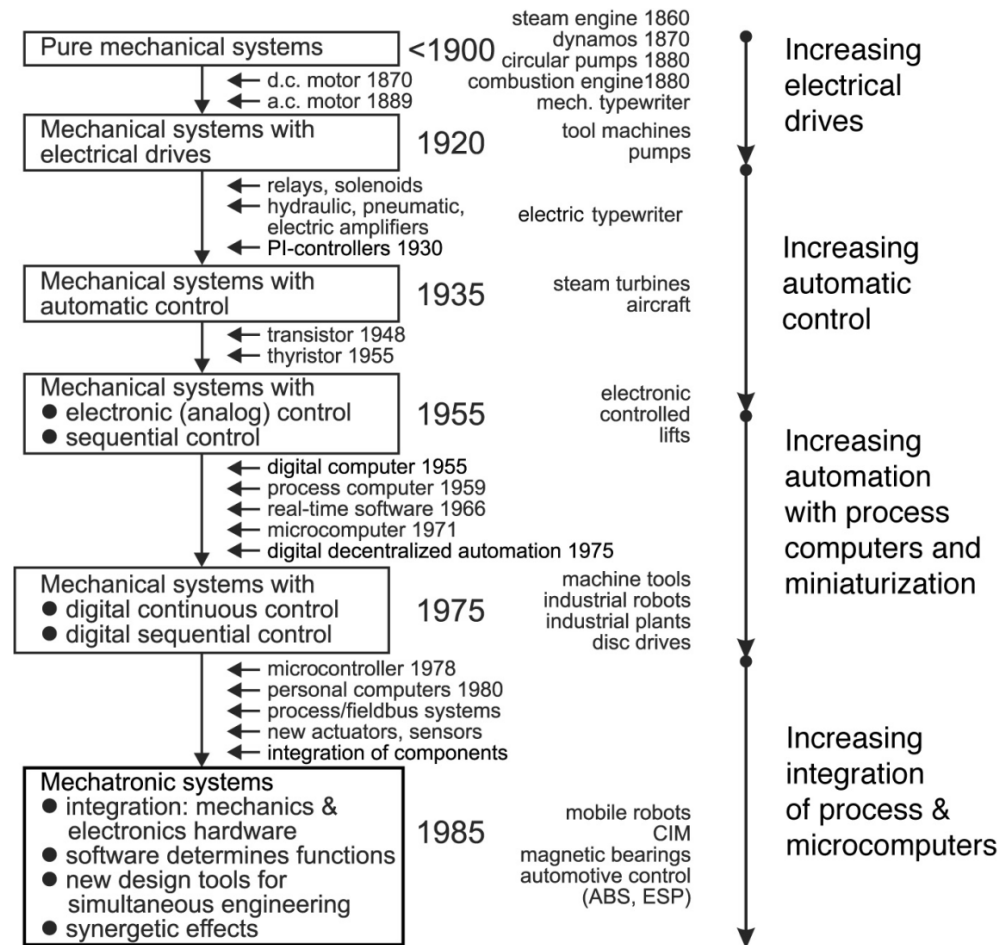 Pure mechanical systems
<1900
steam engine 1860
dynamos 1870
circular pumps 1880
combustion engine1880
mech. typewriter
Increasing
electrical
drives
d.c. motor 1870
a.c. motor 1889
Mechanical systems with
electrical drives
1920
tool machines
pumps
relays, solenoids
hydraulic, pneumatic,
electric amplifiers
PI-controllers 1930
electric typewriter
Increasing
automatic
control
Mechanical systems with
automatic control
1935
steam turbines
aircraft
transistor 1948
thyristor 1955
Mechanical systems with
● electronic (analog) control
● sequential control
1955
electronic
controlled
lifts
Increasing
automation
with process
computers and
miniaturization
digital computer 1955
process computer 1959
real-time software 1966
microcomputer 1971
digital decentralized automation 1975
Mechanical systems with
● digital continuous control
● digital sequential control
1975
machine tools
industrial robots
industrial plants
disc drives
microcontroller 1978
personal computers 1980
process/fieldbus systems
new actuators, sensors
integration of components
Increasing
integration
of process &
microcomputers
Mechatronic systems
● integration: mechanics &
electronics hardware
● software determines functions
● new design tools for
simultaneous engineering
● synergetic effects
1985
mobile robots
CIM
magnetic bearings
automotive control
(ABS, ESP)